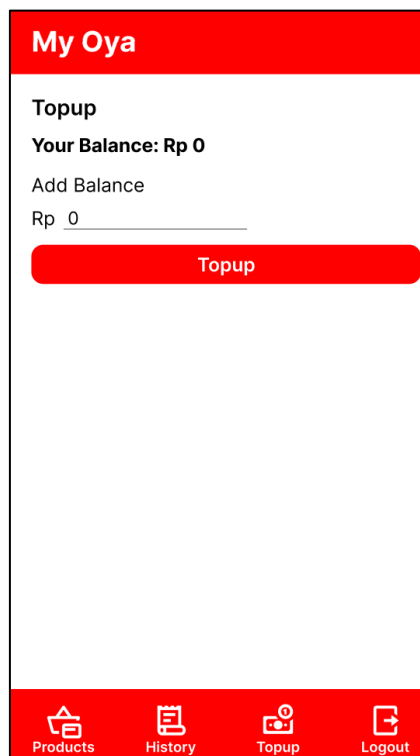 My Oya
Topup
Your Balance: Rp 0
Add Balance
Rp 0
Topup
Products History Topup Logout